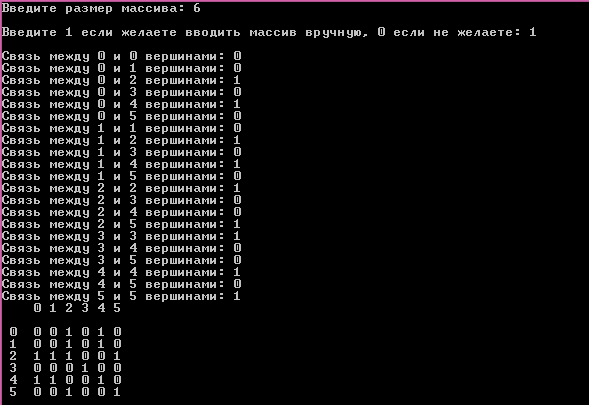 Введите размер массива: 6
Введите 1 если желаете вводить массив вручную, 0 если не желаете: 1
Связь между 0 и 0 вершинами: 0
Связь между 0 и 1 вершинами: 0
Связь между 0 и 2 вершинами: 1
Связь между 0 и 3 вершинами: 0
Связь между 0 и 4 вершинами: 1
Связь между 0 и 5 вершинами: 0
Связь между 1 и 1 вершинами: 0
Связь между 1 и 2 вершинами: 1
Связь между 1 и 3 вершинами: 0
Связь между 1 и 4 вершинами: 1
Связь между 1 и 5 вершинами: 0
Связь между 2 и 2 вершинами: 1
Связь между 2 и 3 вершинами: 0
Связь между 2 и 4 вершинами: 0
Связь между 2 и 5 вершинами: 1
Связь между 3 и 3 вершинами: 1
Связь между 3 и 4 вершинами: 0
Связь между 3 и 5 вершинами: 0
Связь между 4 и 4 вершинами: 1
Связь между 4 и 5 вершинами: 0
Связь между 5 и 5 вершинами: 1
0 1 2 3 4 5
0 0 0 1 0 1 0
1 0 0 1 0 1 0
2 1 1 1 0 0 1
3 0 0 0 1 0 0
4 1 1 0 0 1 0
5 0 0 1 0 0 1